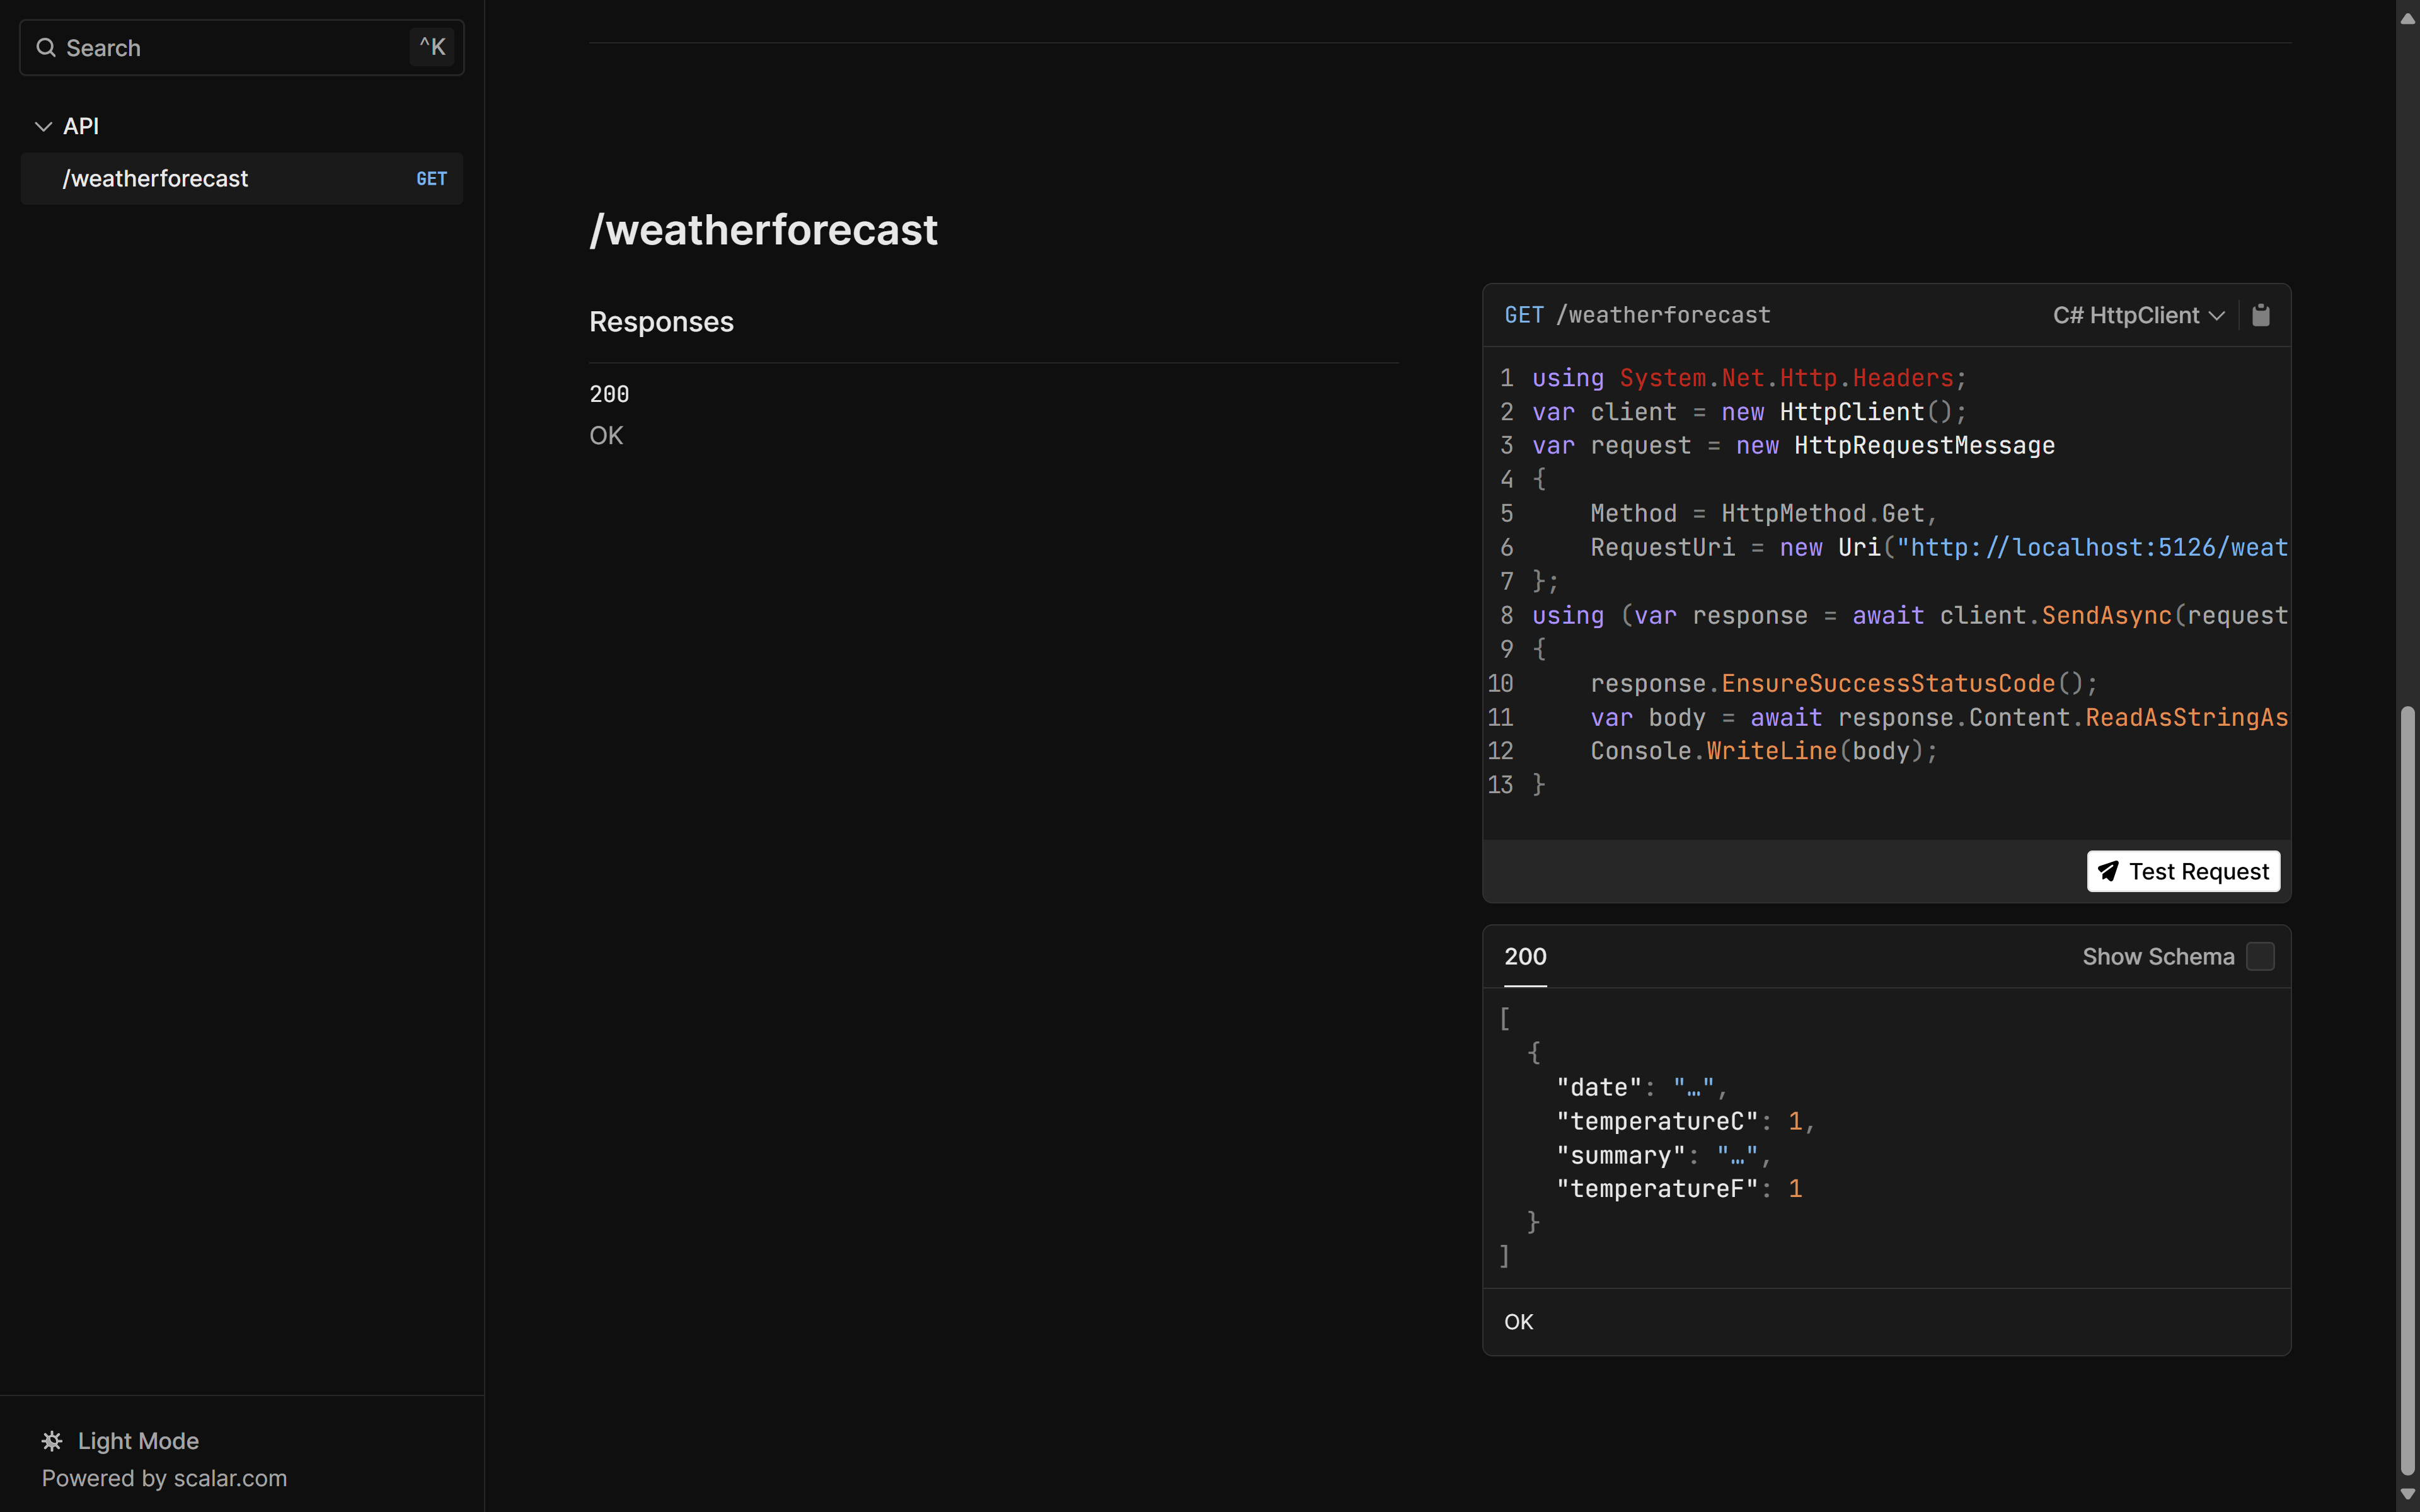 Search ^K
API
/weatherforecast GET
/weatherforecast
Responses
200
OK
GET /weatherforecast C# HttpClient
1 using System.Net.Http.Headers;
2 var client = new HttpClient();
3 var request = new HttpRequestMessage
4 {
5     Method = HttpMethod.Get,
6     RequestUri = new Uri("http://localhost:5126/weat
7 };
8 using (var response = await client.SendAsync(request
9 {
10     response.EnsureSuccessStatusCode();
11     var body = await response.Content.ReadAsStringAs
12     Console.WriteLine(body);
13 }
Test Request
200 Show Schema
[
  {
    "date": "…",
    "temperatureC": 1,
    "summary": "…",
    "temperatureF": 1
  }
]
OK
Light Mode
Powered by scalar.com